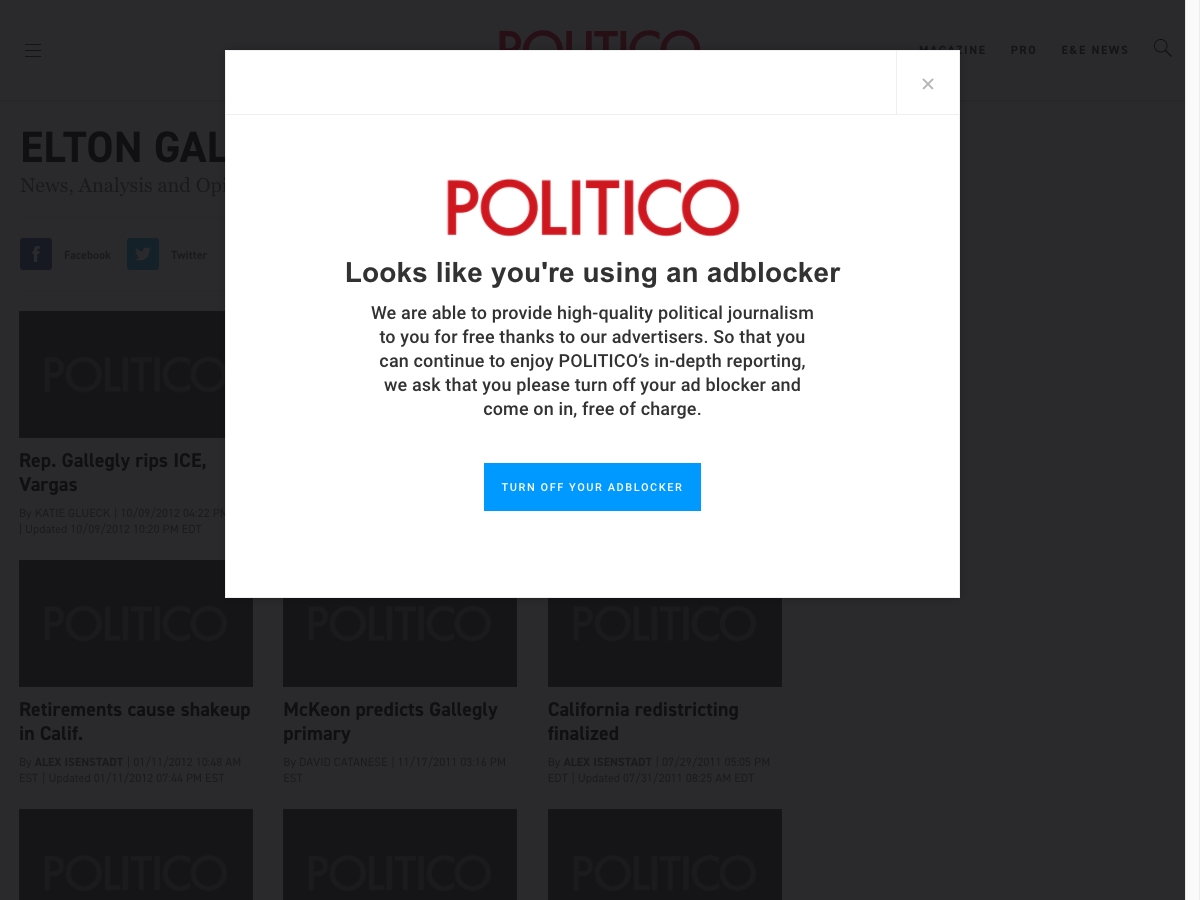 MAGAZINE PRO E&E NEWS
ELTON GAL
News, Analysis and Op
Facebook Twitter
POLITICO
Looks like you're using an adblocker
We are able to provide high-quality political journalism
to you for free thanks to our advertisers. So that you
can continue to enjoy POLITICO’s in-depth reporting,
we ask that you please turn off your ad blocker and
come on in, free of charge.
TURN OFF YOUR ADBLOCKER
POLITICO
Rep. Gallegly rips ICE,
Vargas
By KATIE GLUECK | 10/09/2012 04:22 PM
| Updated 10/09/2012 10:20 PM EDT
POLITICO
Retirements cause shakeup
in Calif.
By ALEX ISENSTADT | 01/11/2012 10:48 AM
EST | Updated 01/11/2012 07:44 PM EST
POLITICO
McKeon predicts Gallegly
primary
By DAVID CATANESE | 11/17/2011 03:16 PM
EST
POLITICO
California redistricting
finalized
By ALEX ISENSTADT | 07/29/2011 05:05 PM
EDT | Updated 07/31/2011 08:25 AM EDT
POLITICO
POLITICO
POLITICO